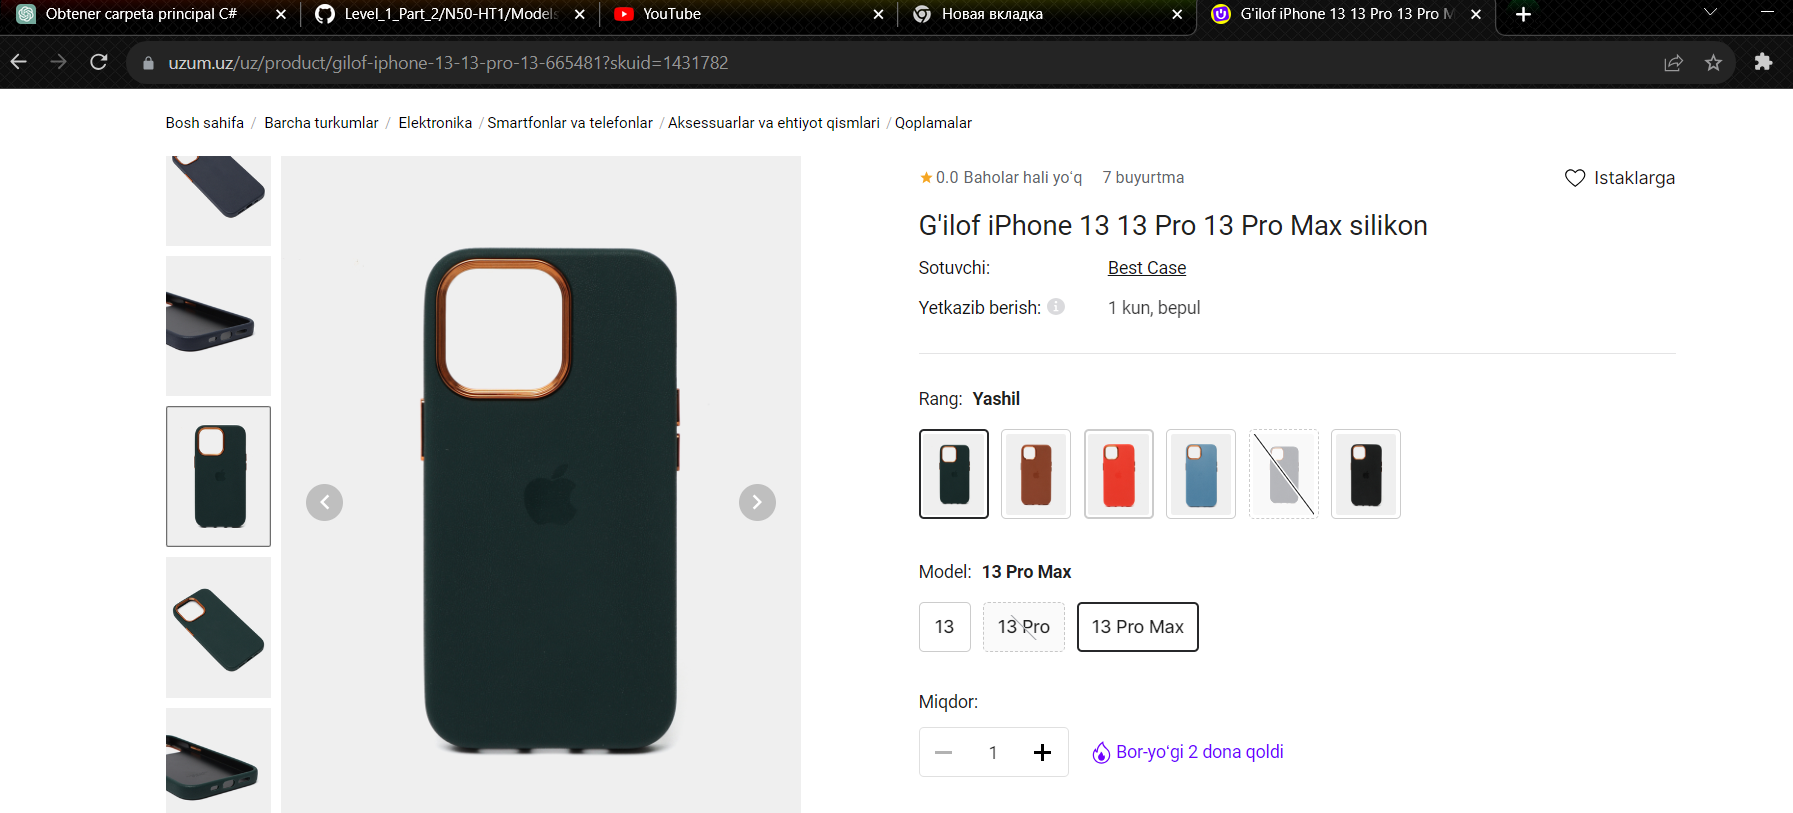 Obtener carpeta principal C#
Level_1_Part_2/N50-HT1/Models
YouTube
Новая вкладка
G'ilof iPhone 13 13 Pro 13 Pro M
uzum.uz/uz/product/gilof-iphone-13-13-pro-13-665481?skuid=1431782
Bosh sahifa / Barcha turkumlar / Elektronika / Smartfonlar va telefonlar / Aksessuarlar va ehtiyot qismlari / Qoplamalar
0.0 Baholar hali yoʻq 7 buyurtma
Istaklarga
G'ilof iPhone 13 13 Pro 13 Pro Max silikon
Sotuvchi: Best Case
Yetkazib berish: 1 kun, bepul
Rang: Yashil
Model: 13 Pro Max
13 13 Pro 13 Pro Max
Miqdor:
1 Bor-yoʻgi 2 dona qoldi